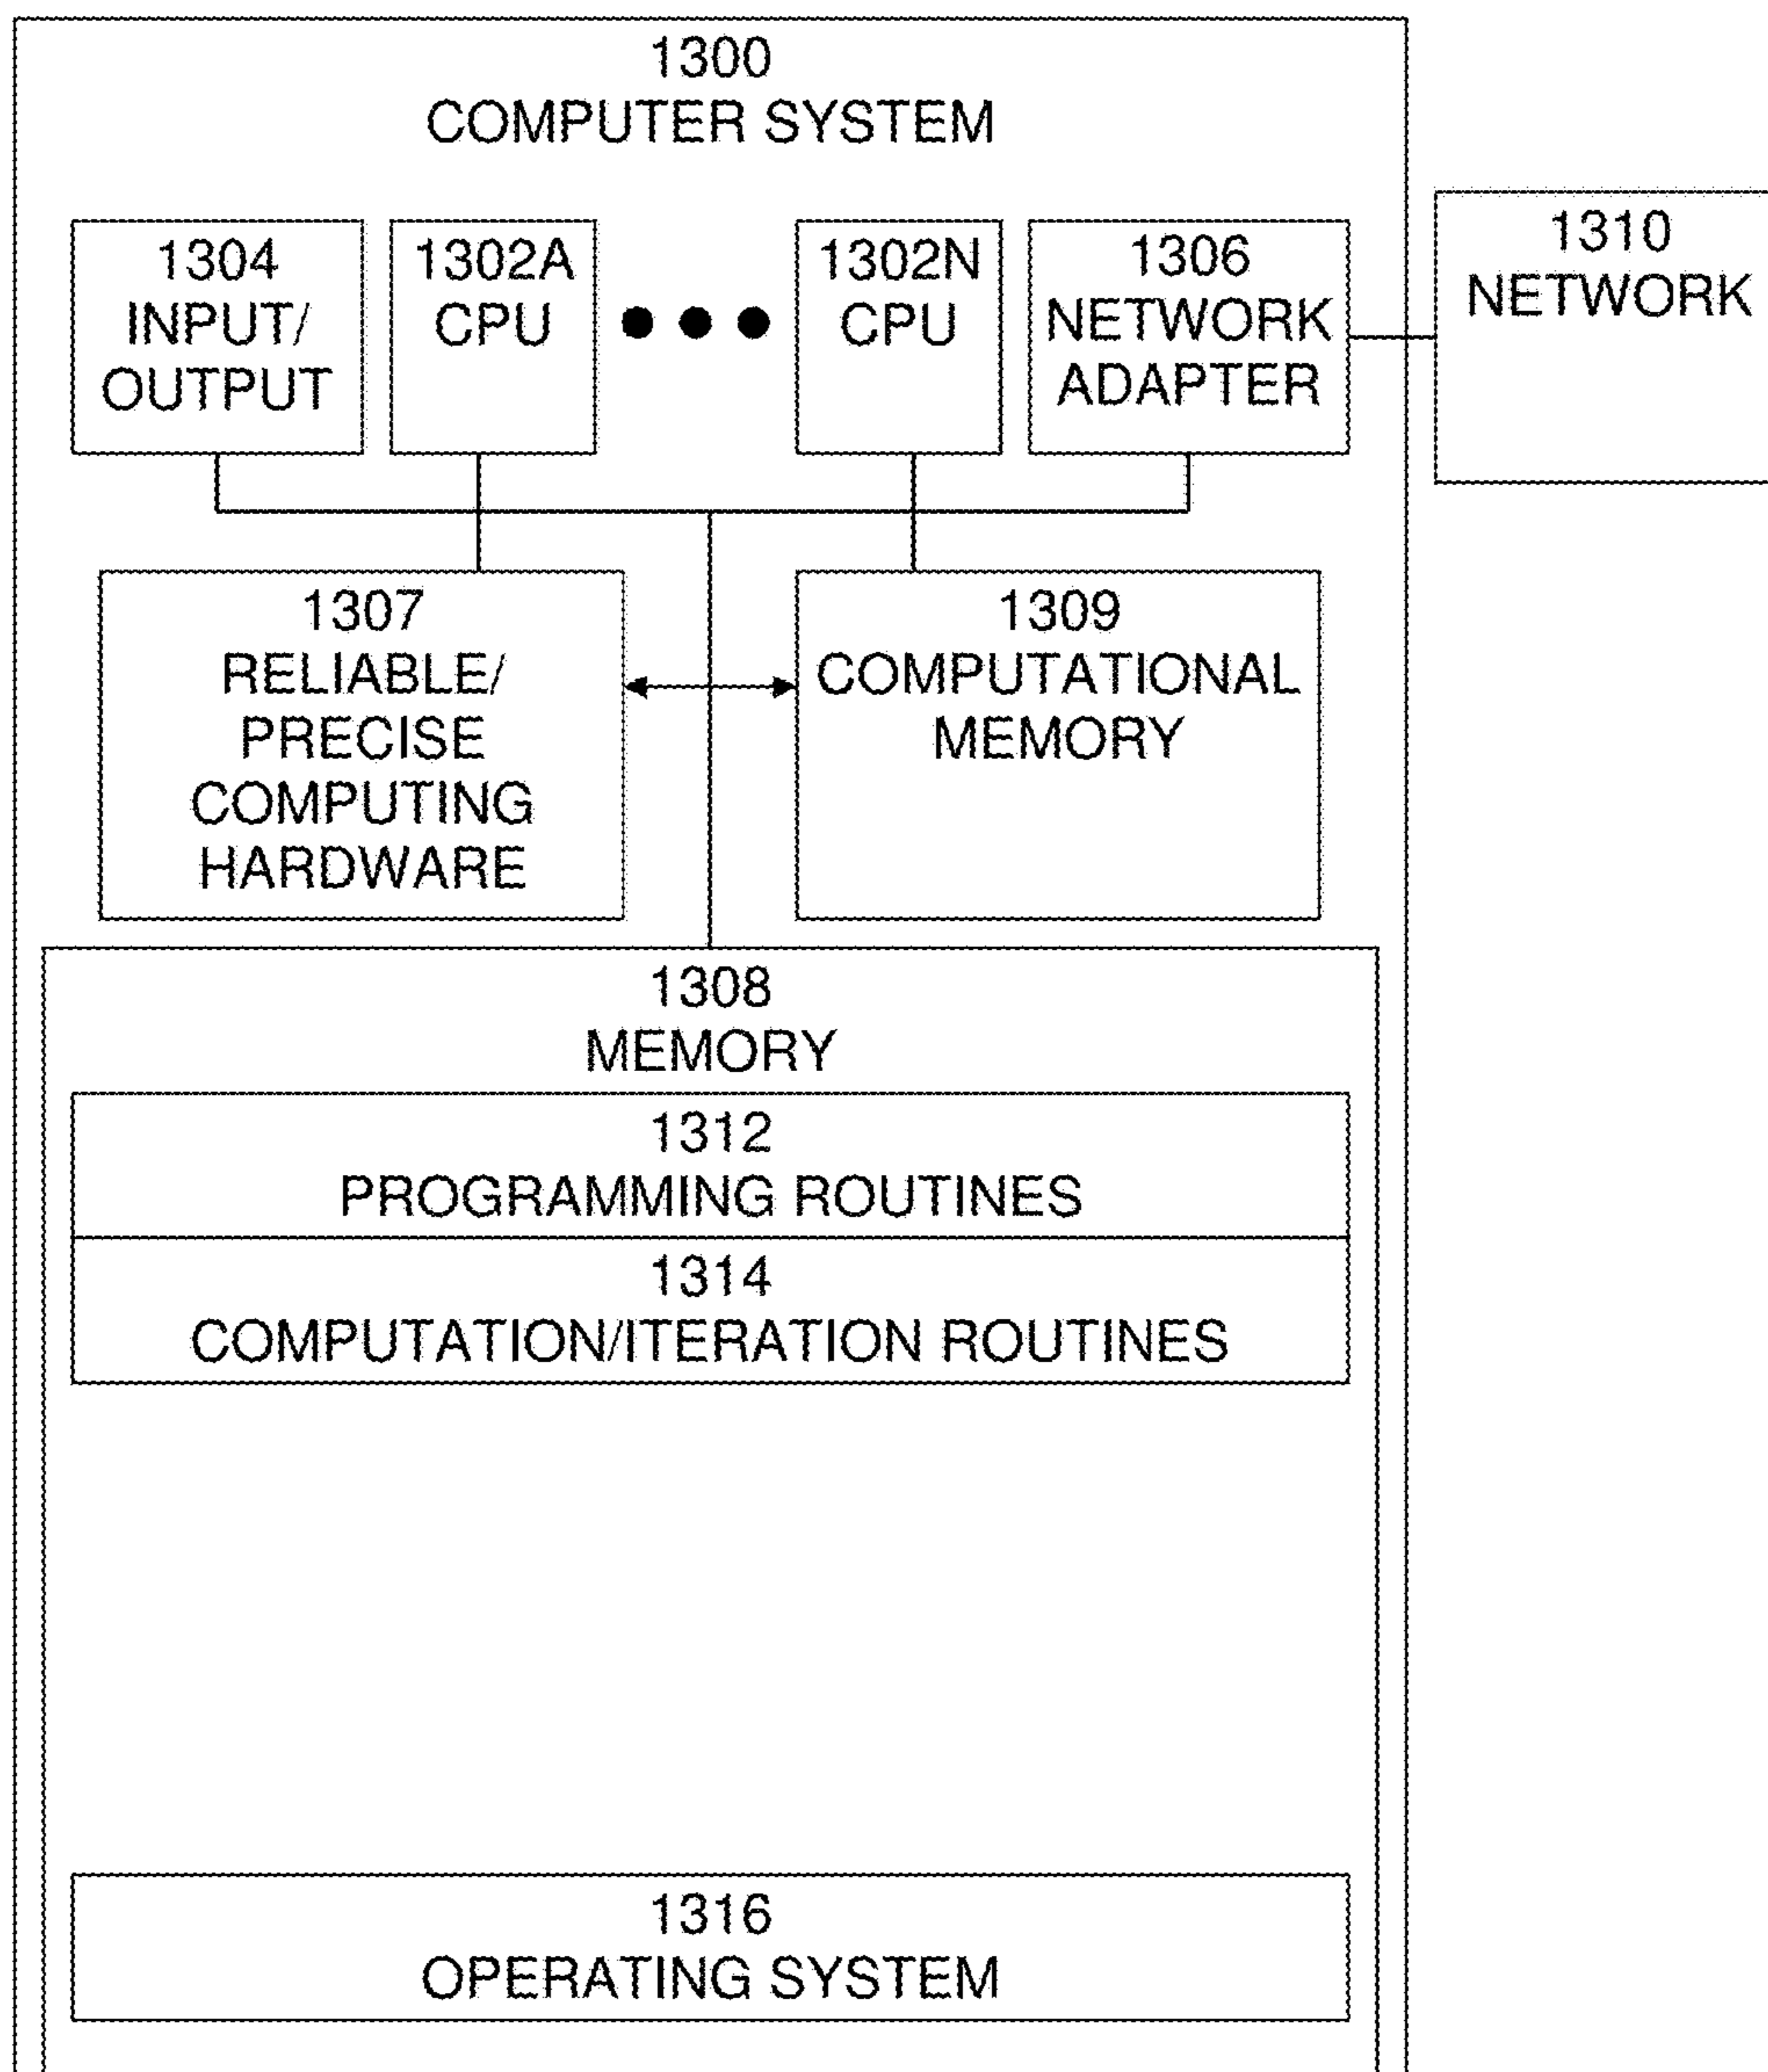 1300
COMPUTER SYSTEM
1304
INPUT/
OUTPUT
1302A
CPU
1302N
CPU
1306
NETWORK
ADAPTER
1310
NETWORK
1307
RELIABLE/
PRECISE
COMPUTING
HARDWARE
1309
COMPUTATIONAL
MEMORY
1308
MEMORY
1312
PROGRAMMING ROUTINES
1314
COMPUTATION/ITERATION ROUTINES
1316
OPERATING SYSTEM